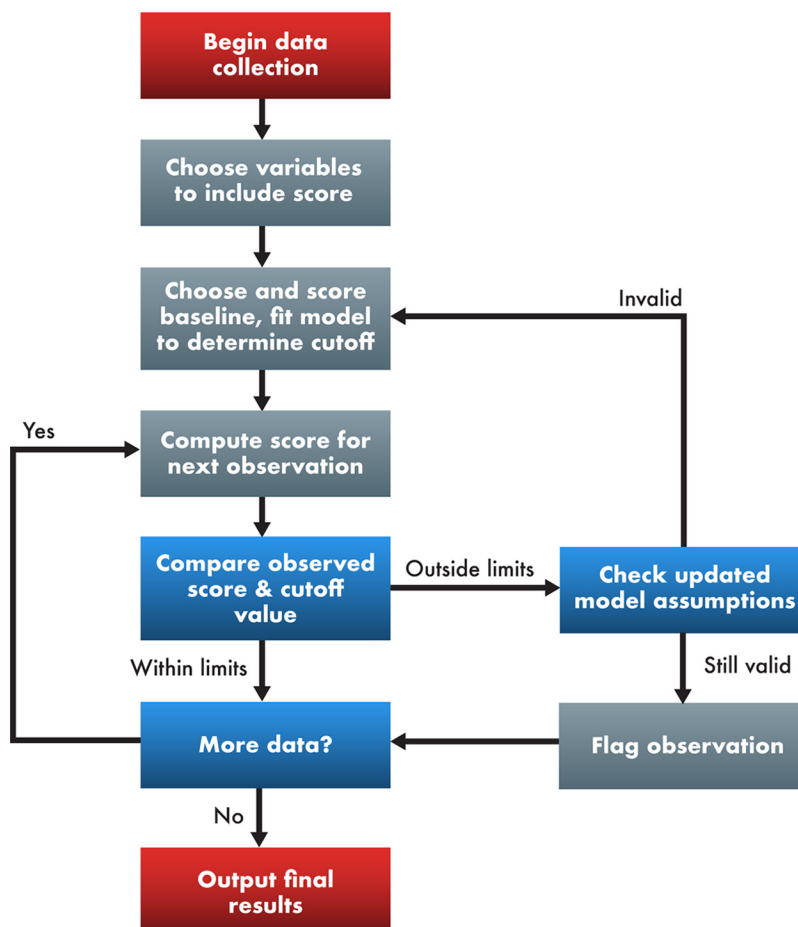 Begin data
collection
Choose variables
to include score
Choose and score
baseline, fit model
to determine cutoff
Invalid
Yes
Compute score for
next observation
Compare observed
score & cutoff
value
Outside limits
Check updated
model assumptions
Within limits
Still valid
More data?
Flag observation
No
Output final
results